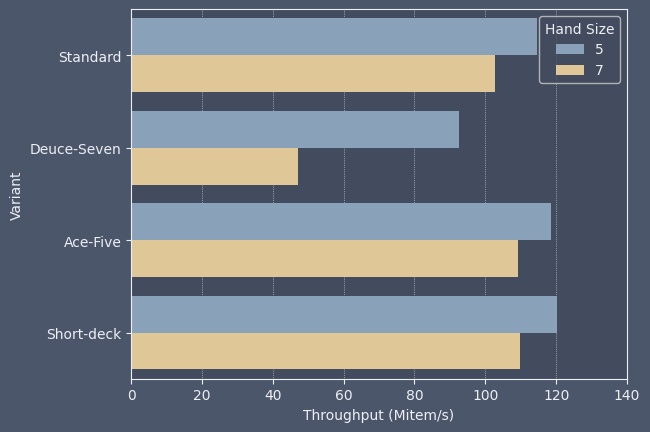 Hand Size
5
7
Standard
Deuce-Seven
Ace-Five
Short-deck
Variant
0 20 40 60 80 100 120 140
Throughput (Mitem/s)